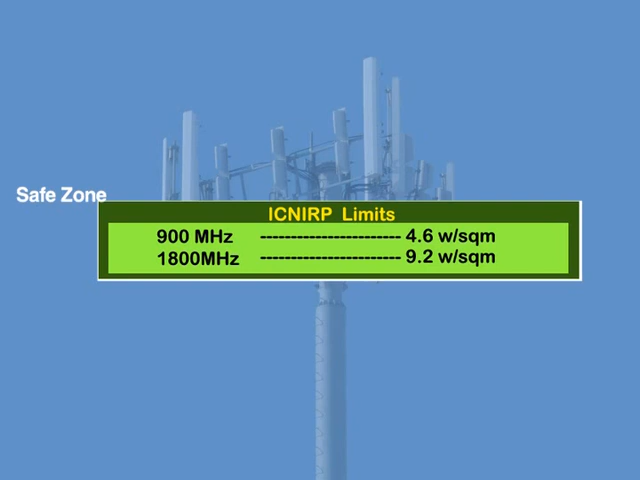 Safe Zone
ICNIRP Limits
900 MHz ----------------------- 4.6 w/sqm
1800MHz ----------------------- 9.2 w/sqm